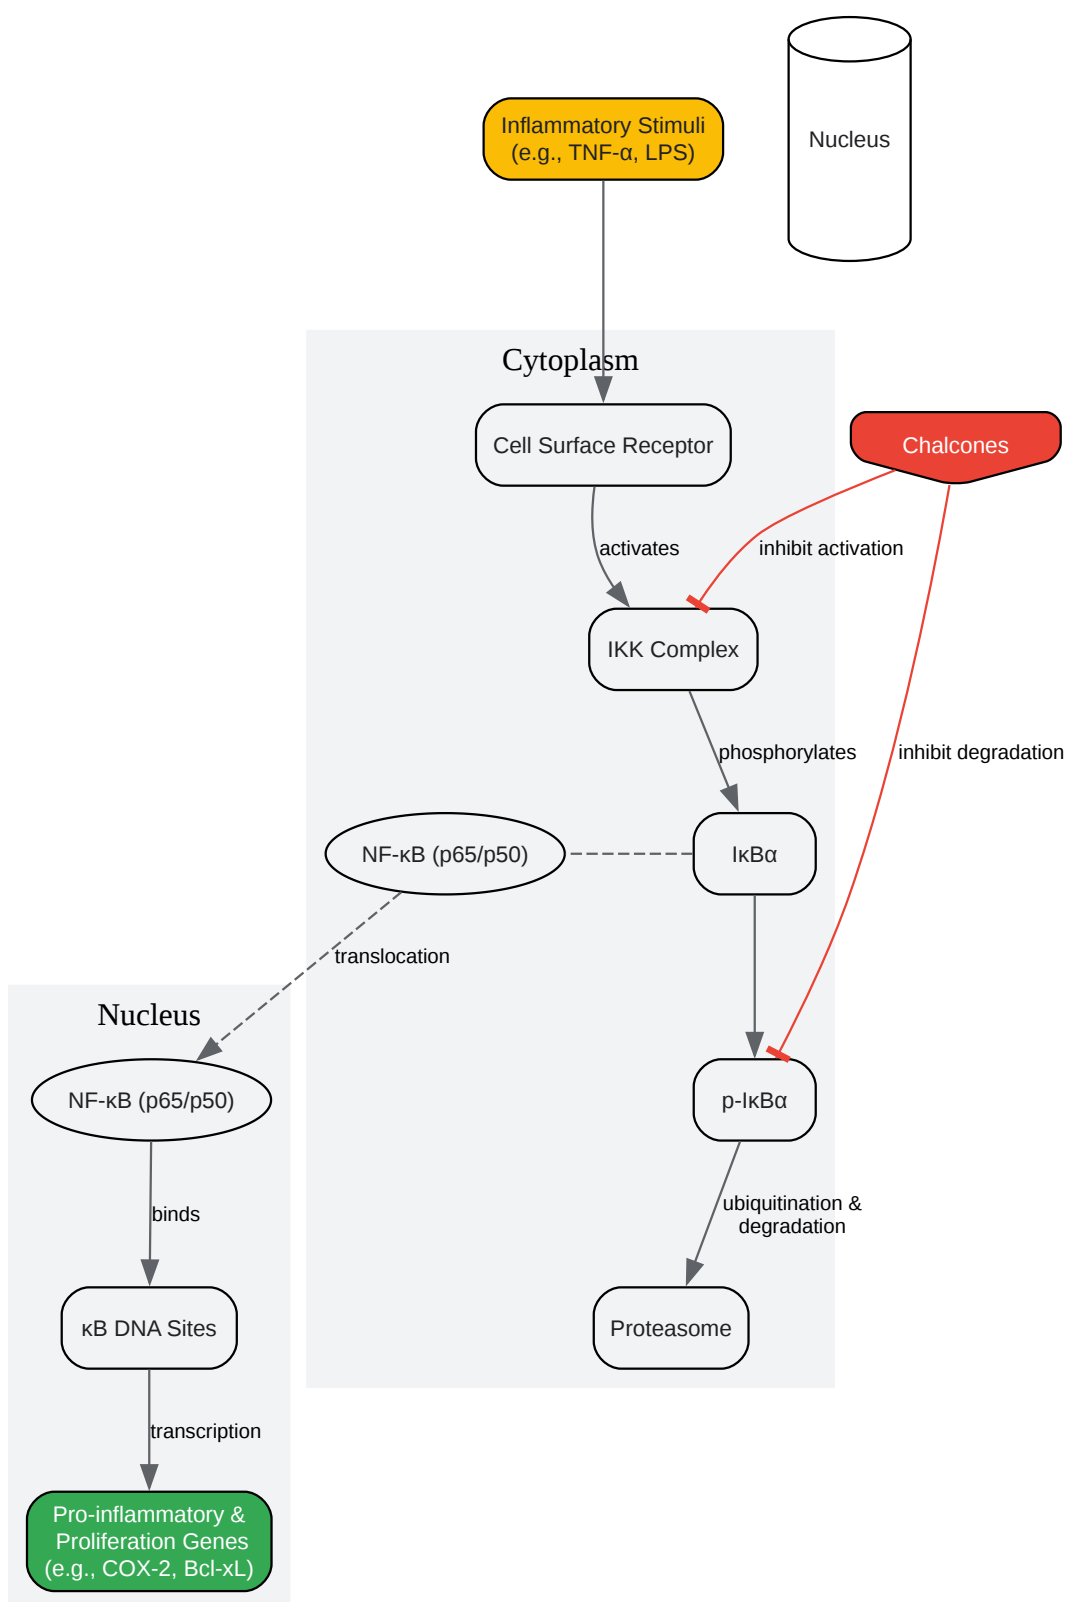 Inflammatory Stimuli
(e.g., TNF-α, LPS)
Nucleus
Cytoplasm
Cell Surface Receptor
Chalcones
activates
inhibit activation
IKK Complex
phosphorylates
inhibit degradation
NF-κB (p65/p50)
IκBα
translocation
Nucleus
NF-κB (p65/p50)
p-IκBα
binds
ubiquitination &
degradation
κB DNA Sites
Proteasome
transcription
Pro-inflammatory &
Proliferation Genes
(e.g., COX-2, Bcl-xL)